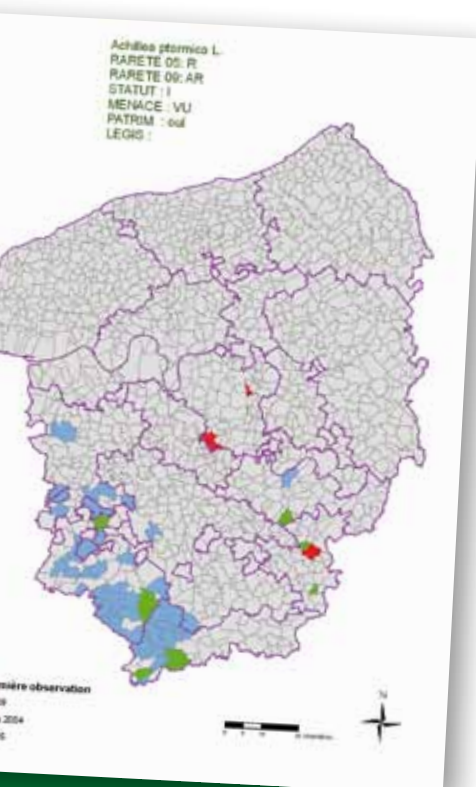 Achillea ptarmica L.
RARETE 05: R
RARETE 09: AR
STATUT : I
MENACE : VU
PATRIM. : oui
LEGIS :
mière observation
2004
N